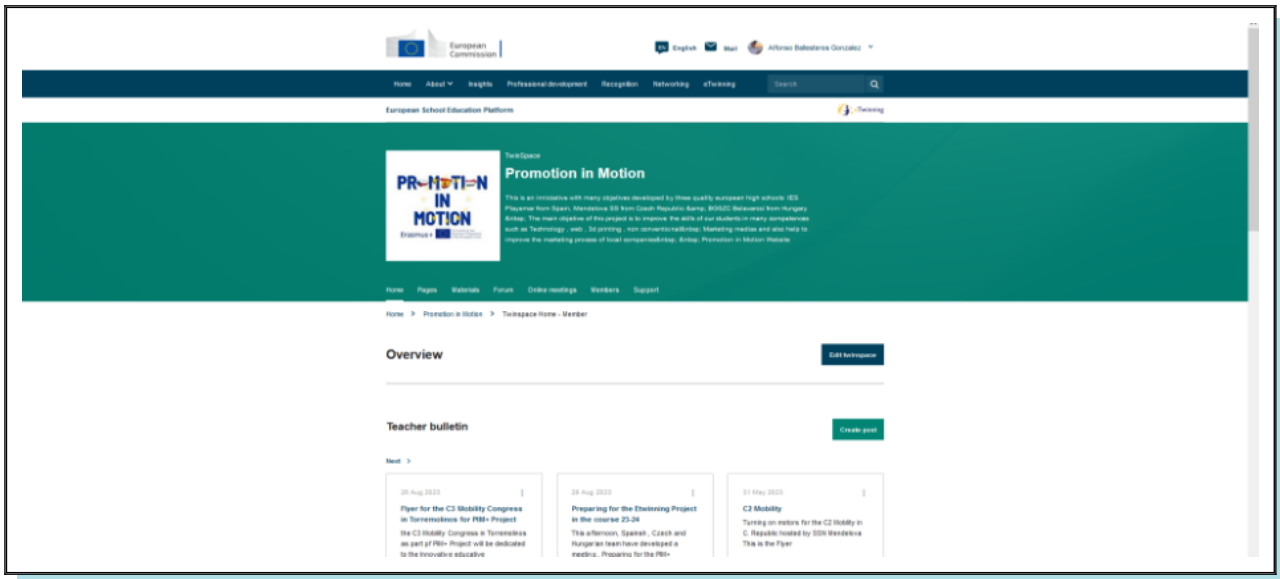 European
Commission
EN English Mail Alfonso Ballesteros Gonzalez
Home About Insights Professional development Recognition Networking eTwinning Search
European School Education Platform
eTwinning
TwinSpace
Promotion in Motion
PROMOTION
IN
MOTION
Erasmus+
This is an innovative with many objetives developed by three quality european high schools: IES
Playamar from Spain, Mendelova SS from Czech Republic &amp; BGSZC Belvarosi from Hungary
&nbsp; The main objetive of this project is to improve the skills of our students in many competences
such as Technology , web , 3d printing , non conventional&nbsp; Marketing medias and also help to
improve the marketing process of local companies&nbsp; &nbsp; Promotion in Motion Website
Home Pages Materials Forum Online meetings Members Support
Home > Promotion in Motion > Twinspace Home - Member
Overview
Edit twinspace
Teacher bulletin
Create post
Next >
28 Aug 2023
Flyer for the C3 Mobility Congress
in Torremolinos for PIM+ Project
the C3 Mobility Congress in Torremolinos
as part pf PIM+ Project will be dedicated
to the innovative educative
28 Aug 2023
Preparing for the Etwinning Project
in the course 23-24
This afternoon, Spanish , Czech and
Hungarian team have developed a
meeting . Preparing for the PIM+
31 May 2023
C2 Mobility
Turning on motors for the C2 Mobility in
C. Republic hosted by SSN Mendelova
This is the Flyer